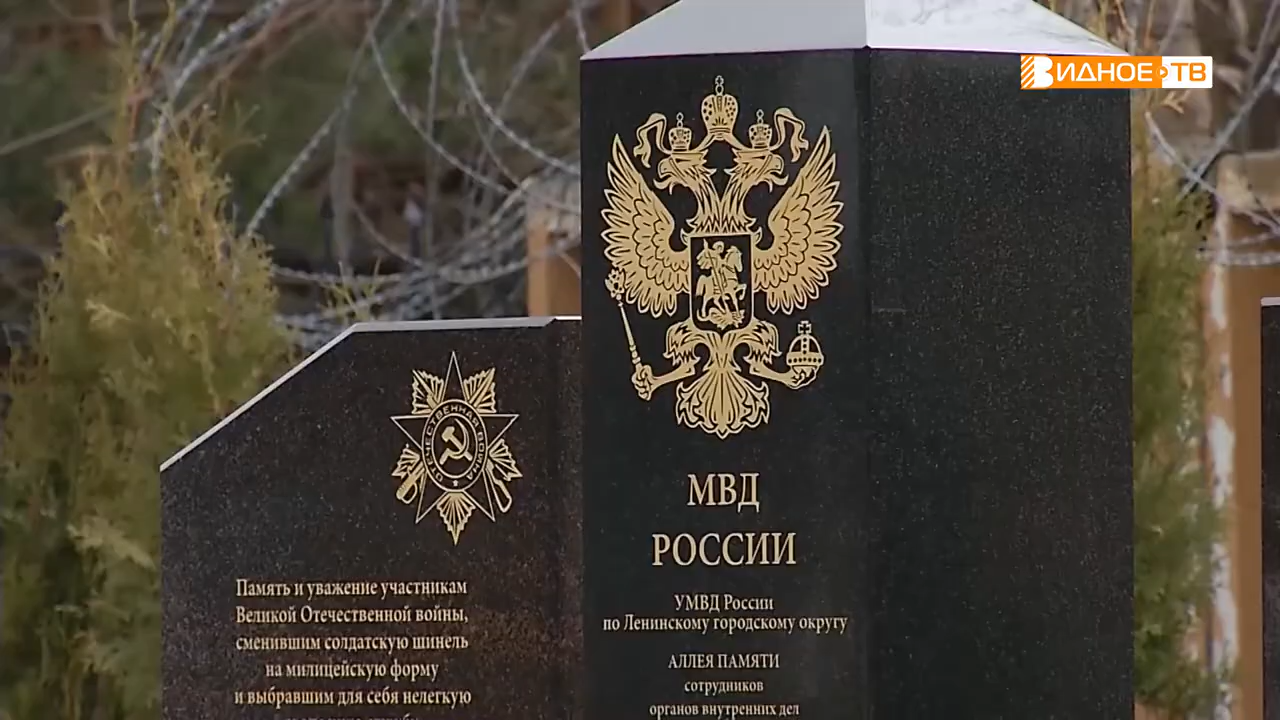 ВИДНОЕ ТВ
ОТЕЧЕСТВЕННАЯ ВОЙНА
Память и уважение участникам
Великой Отечественной войны,
сменившим солдатскую шинель
на милицейскую форму
и выбравшим для себя нелегкую
МВД
РОССИИ
УМВД России
по Ленинскому городскому округу
АЛЛЕЯ ПАМЯТИ
сотрудников
органов внутренних дел